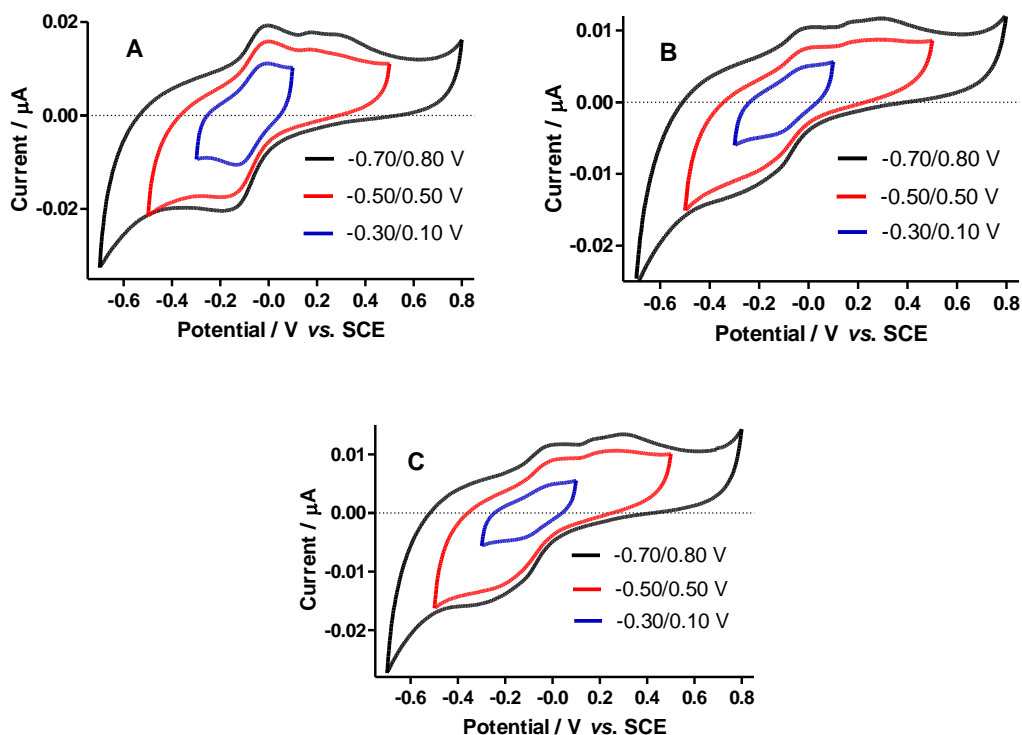 A
0.02
0.00
-0.02
Current / μA
-0.70/0.80 V
-0.50/0.50 V
-0.30/0.10 V
-0.6 -0.4 -0.2 -0.0 0.2 0.4 0.6 0.8
Potential / V vs. SCE
B
0.01
0.00
-0.01
-0.02
Current / μA
-0.70/0.80 V
-0.50/0.50 V
-0.30/0.10 V
-0.6 -0.4 -0.2 -0.0 0.2 0.4 0.6 0.8
Potential / V vs. SCE
C
0.01
0.00
-0.01
-0.02
Current / μA
-0.70/0.80 V
-0.50/0.50 V
-0.30/0.10 V
-0.6 -0.4 -0.2 -0.0 0.2 0.4 0.6 0.8
Potential / V vs. SCE